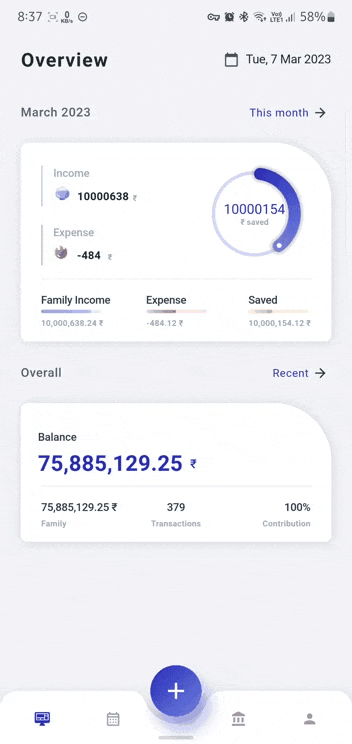 8:37 0 KB/s Vo) LTE1 58%
Overview
Tue, 7 Mar 2023
March 2023
This month
Income
10000638 ₹
Expense
-484 ₹
10000154
₹ saved
Family Income Expense Saved
10,000,638.24 ₹ -484.12 ₹ 10,000,154.12 ₹
Overall
Recent
Balance
75,885,129.25 ₹
75,885,129.25 ₹ 379 100%
Family Transactions Contribution